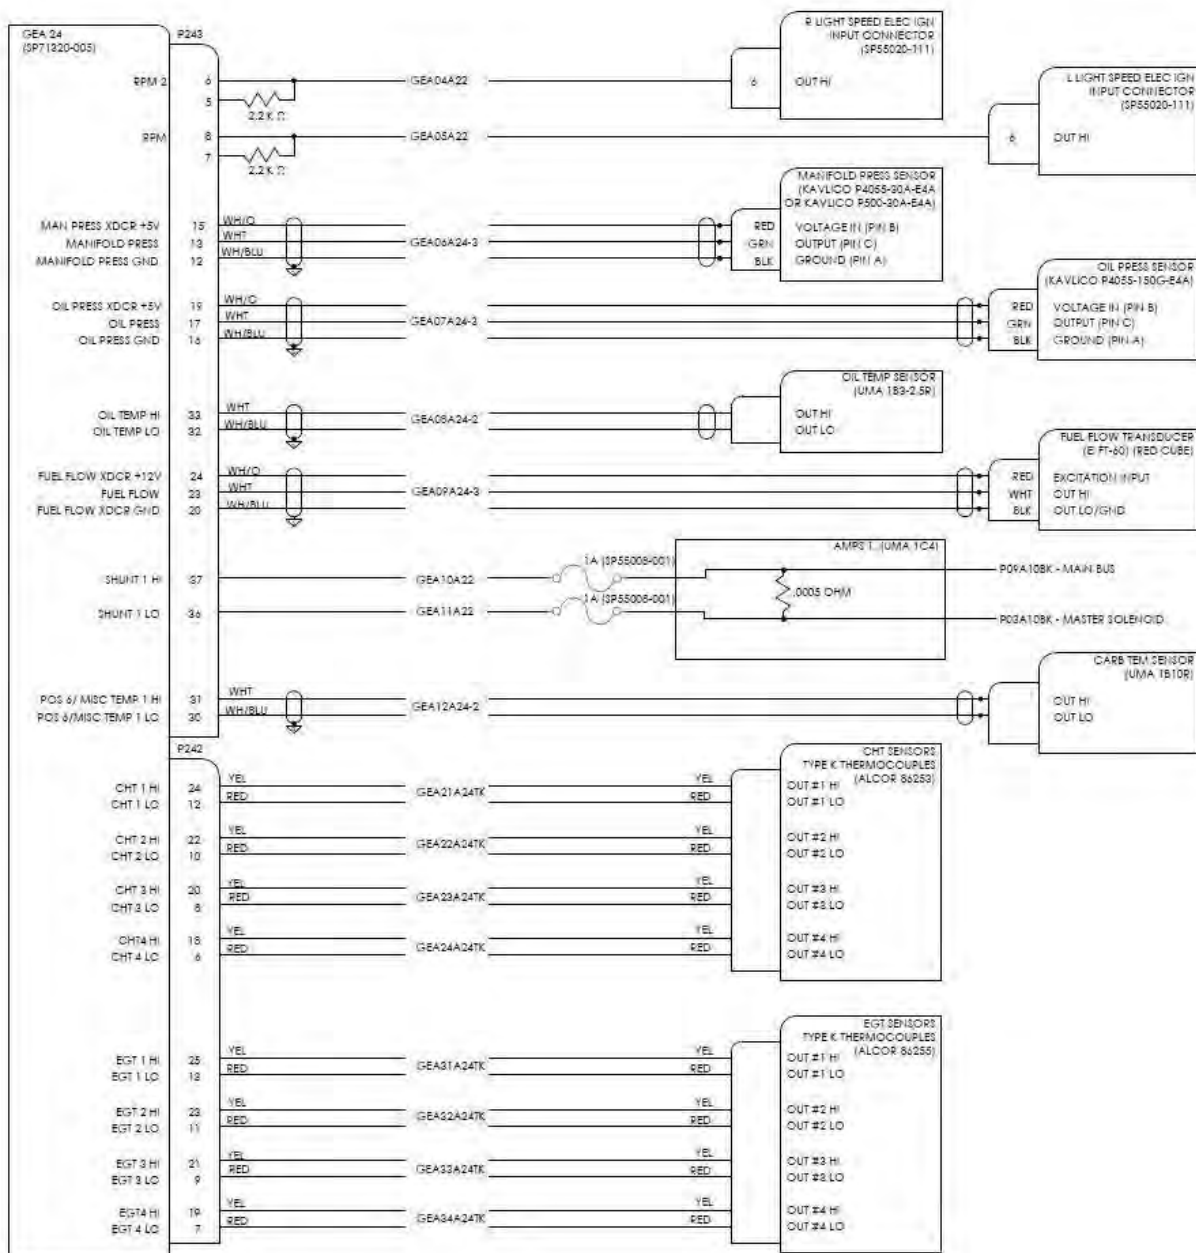 GEA 24
(SP71320-005)
P243
R LIGHT SPEED ELEC IGN
INPUT CONNECTOR
(SP55020-111)
RPM 2 6 GEA04A22 6 OUT HI
5
2.2 K Ω
L LIGHT SPEED ELEC IGN
INPUT CONNECTOR
(SP55020-111)
RPM 8 GEA05A22 6 OUT HI
7
2.2K Ω
MANIFOLD PRESS SENSOR
(KAVLICO P4055-30A-E4A
OR KAVLICO P500-30A-E4A)
MAN PRESS XDCR +5V 15 WH/O RED VOLTAGE IN (PIN B)
MANIFOLD PRESS 13 WHT GEA06A24-3 GRN OUTPUT (PIN C)
MANIFOLD PRESS GND 12 WH/BLU BLK GROUND (PIN A)
OIL PRESS SENSOR
(KAVLICO P4055-150G-E4A)
OIL PRESS XDCR +5V 19 WH/O RED VOLTAGE IN (PIN B)
OIL PRESS 17 WHT GEA07A24-3 GRN OUTPUT (PIN C)
OIL PRESS GND 16 WH/BLU BLK GROUND (PIN A)
OIL TEMP SENSOR
(UMA 1B3-2.5R)
OIL TEMP HI 33 WHT OUT HI
OIL TEMP LO 32 WH/BLU GEA08A24-2 OUT LO
FUEL FLOW TRANSDUCER
(EI FT-60) (RED CUBE)
FUEL FLOW XDCR +12V 24 WH/O RED EXCITATION INPUT
FUEL FLOW 23 WHT GEA09A24-3 WHT OUT HI
FUEL FLOW XDCR GND 20 WH/BLU BLK OUT LO/GND
AMPS 1 (UMA 1C4)
1A (SP55008-001)
SHUNT 1 HI 37 GEA10A22 P09A10BK - MAIN BUS
.0005 OHM
1A (SP55008-001)
SHUNT 1 LO 36 GEA11A22 P03A10BK - MASTER SOLENOID
CARB TEM SENSOR
(UMA 1B10R)
POS 6/ MISC TEMP 1 HI 31 WHT OUT HI
POS 6/MISC TEMP 1 LO 30 WH/BLU GEA12A24-2 OUT LO
P242
CHT SENSORS
TYPE K THERMOCOUPLES
(ALCOR 86253)
CHT 1 HI 24 YEL YEL OUT #1 HI
CHT 1 LO 12 RED GEA21A24TK RED OUT #1 LO
CHT 2 HI 22 YEL YEL OUT #2 HI
CHT 2 LO 10 RED GEA22A24TK RED OUT #2 LO
CHT 3 HI 20 YEL YEL OUT #3 HI
CHT 3 LO 8 RED GEA23A24TK RED OUT #3 LO
CHT4 HI 18 YEL YEL OUT #4 HI
CHT 4 LO 6 RED GEA24A24TK RED OUT #4 LO
EGT SENSORS
TYPE K THERMOCOUPLES
(ALCOR 86255)
EGT 1 HI 25 YEL YEL OUT #1 HI
EGT 1 LO 13 RED GEA31A24TK RED OUT #1 LO
EGT 2 HI 23 YEL YEL OUT #2 HI
EGT 2 LO 11 RED GEA32A24TK RED OUT #2 LO
EGT 3 HI 21 YEL YEL OUT #3 HI
EGT 3 LO 9 RED GEA33A24TK RED OUT #3 LO
EGT4 HI 19 YEL YEL OUT #4 HI
EGT 4 LO 7 RED GEA34A24TK RED OUT #4 LO